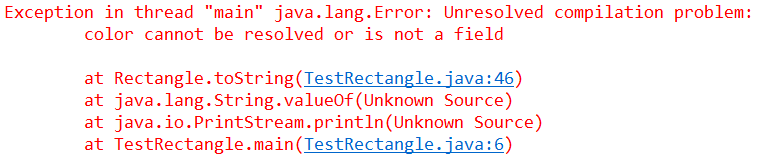 Exception in thread "main" java.lang.Error: Unresolved compilation problem:
color cannot be resolved or is not a field
at Rectangle.toString(TestRectangle.java:46)
at java.lang.String.valueOf(Unknown Source)
at java.io.PrintStream.println(Unknown Source)
at TestRectangle.main(TestRectangle.java:6)